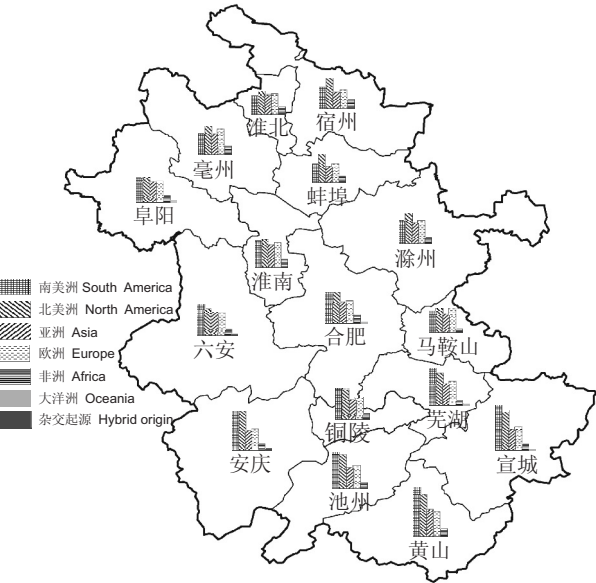 淮北
宿州
亳州
蚌埠
阜阳
滁州
淮南
南美洲 South America
北美洲 North America
亚洲 Asia
欧洲 Europe
非洲 Africa
大洋洲 Oceania
杂交起源 Hybrid origin
六安
合肥
马鞍山
铜陵
芜湖
安庆
宣城
池州
黄山